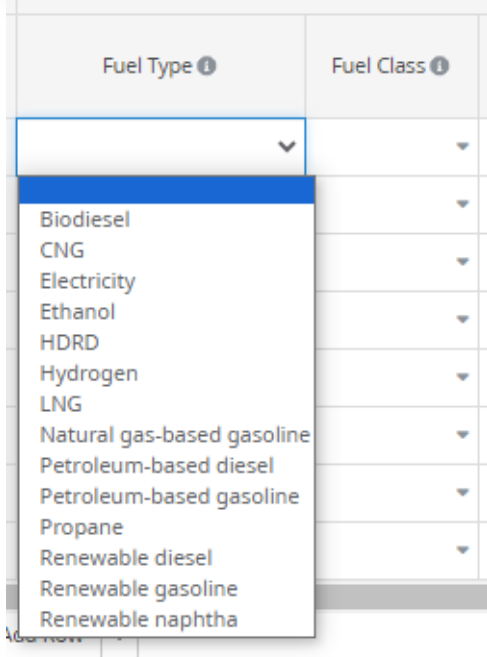 Fuel Type
Fuel Class
Biodiesel
CNG
Electricity
Ethanol
HDRD
Hydrogen
LNG
Natural gas-based gasoline
Petroleum-based diesel
Petroleum-based gasoline
Propane
Renewable diesel
Renewable gasoline
Renewable naphtha
Row